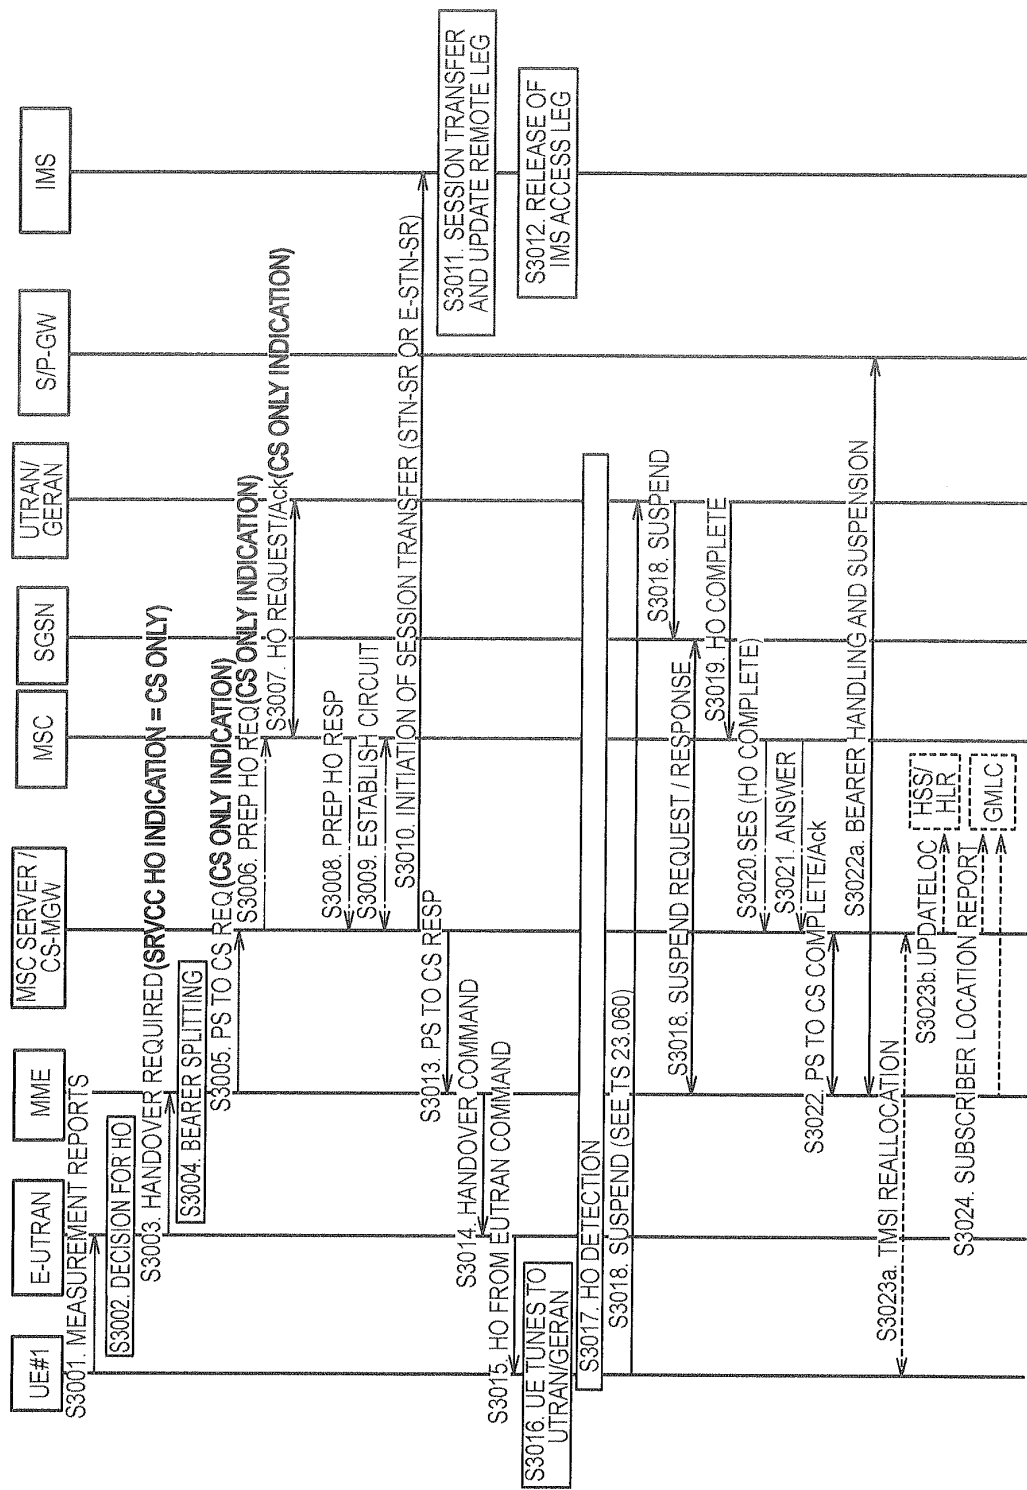 UE#1
E-UTRAN
MME
MSC SERVER /
CS-MGW
MSC
SGSN
UTRAN/
GERAN
S/P-GW
IMS
S3001. MEASUREMENT REPORTS
S3002. DECISION FOR HO
S3003. HANDOVER REQUIRED (SRVCC HO INDICATION = CS ONLY)
S3004. BEARER SPLITTING
S3005. PS TO CS REQ (CS ONLY INDICATION)
S3006. PREP HO REQ (CS ONLY INDICATION)
S3007. HO REQUEST/Ack (CS ONLY INDICATION)
S3008. PREP HO RESP
S3009. ESTABLISH CIRCUIT
S3010. INITIATION OF SESSION TRANSFER (STN-SR OR E-STN-SR)
S3011. SESSION TRANSFER
AND UPDATE REMOTE LEG
S3012. RELEASE OF
IMS ACCESS LEG
S3013. PS TO CS RESP
S3014. HANDOVER COMMAND
S3015. HO FROM EUTRAN COMMAND
S3016. UE TUNES TO
UTRAN/GERAN
S3017. HO DETECTION
S3018. SUSPEND (SEE TS 23.060)
S3018. SUSPEND
S3018. SUSPEND REQUEST / RESPONSE
S3019. HO COMPLETE
S3020. SES (HO COMPLETE)
S3021. ANSWER
S3022. PS TO CS COMPLETE/Ack
S3022a. BEARER HANDLING AND SUSPENSION
S3023a. TMSI REALLOCATION
S3023b. UPDATELOC
HSS/
HLR
S3024. SUBSCRIBER LOCATION REPORT
GMLC